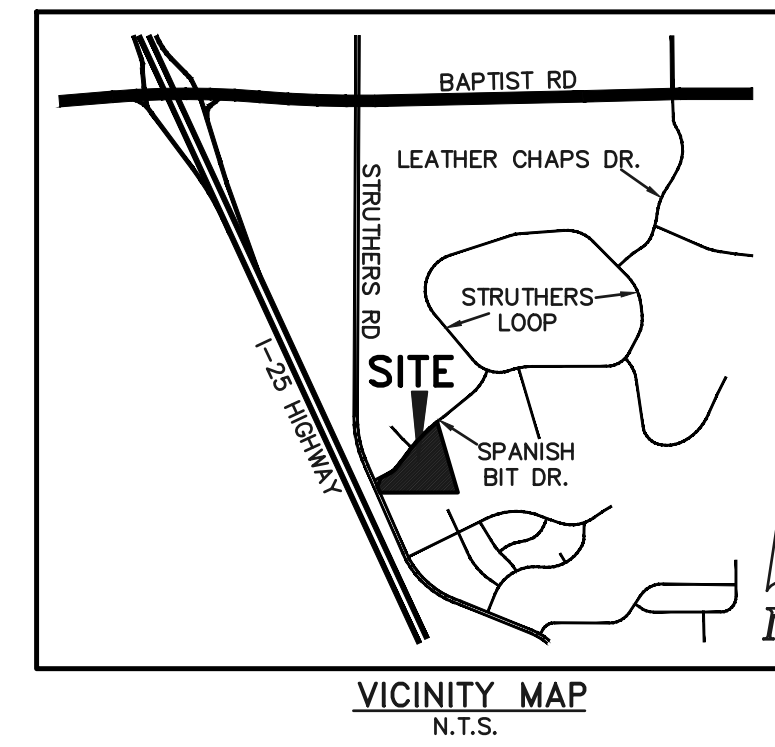 BAPTIST RD
LEATHER CHAPS DR.
STRUTHERS RD
STRUTHERS
LOOP
I-25 HIGHWAY
SITE
SPANISH
BIT DR.
VICINITY MAP
N.T.S.